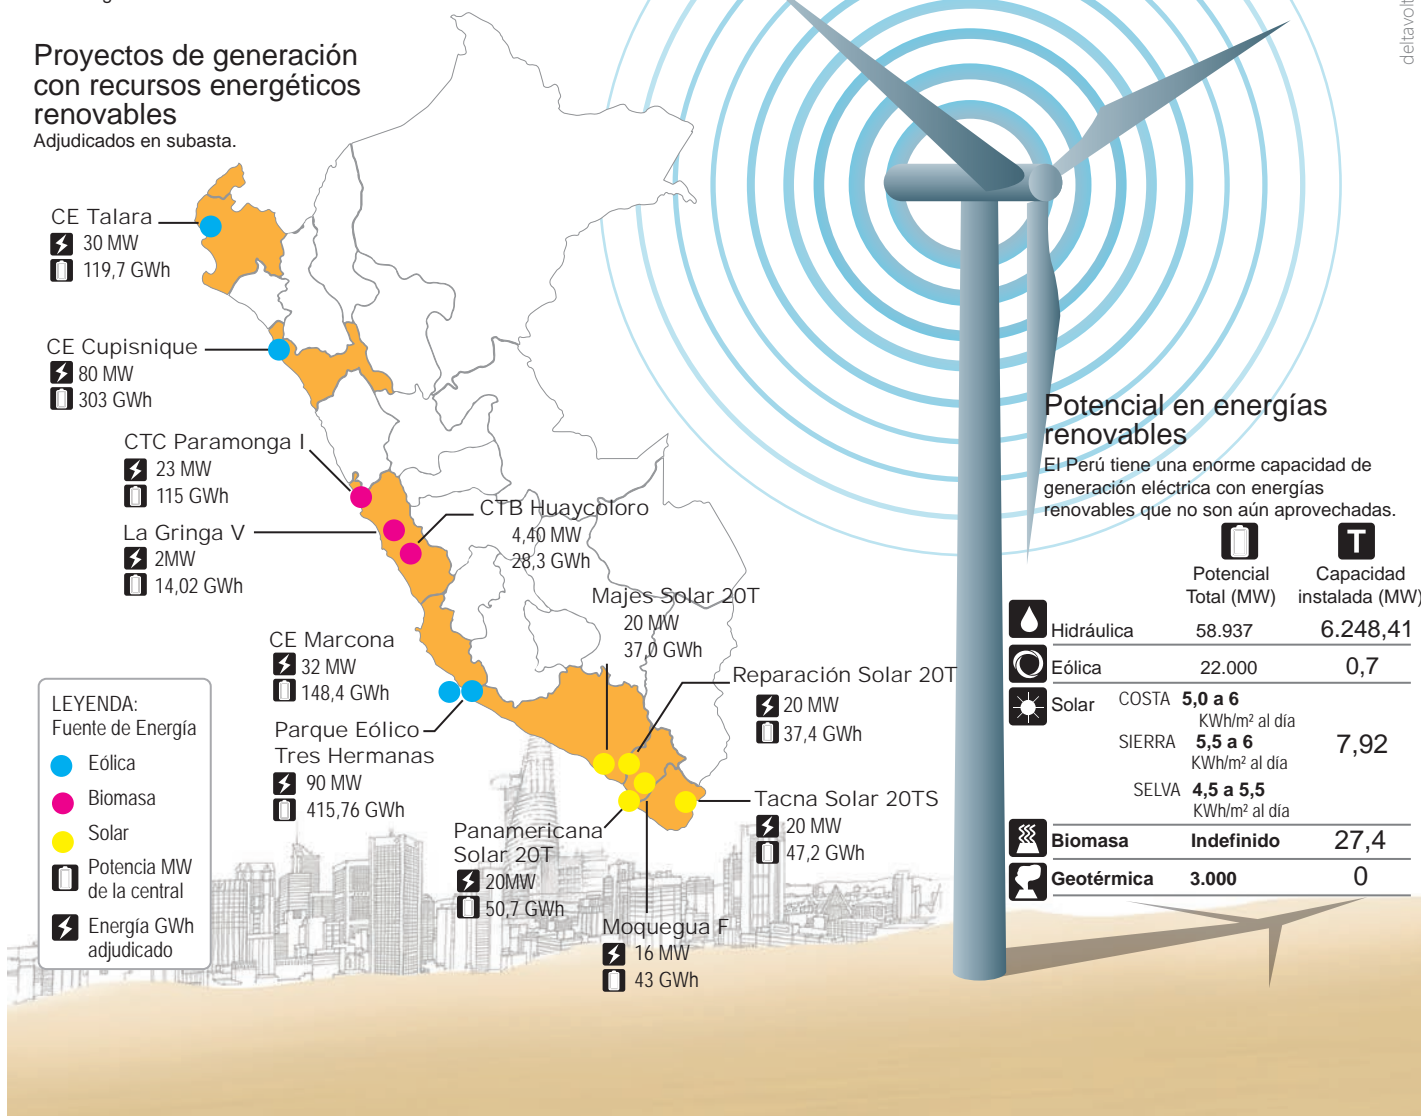 Proyectos de generación
con recursos energéticos
renovables
Adjudicados en subasta.
CE Talara
30 MW
119,7 GWh
CE Cupisnique
80 MW
303 GWh
CTC Paramonga I
23 MW
115 GWh
La Gringa V
2MW
14,02 GWh
CTB Huaycoloro
4,40 MW
28,3 GWh
Majes Solar 20T
20 MW
37,0 GWh
CE Marcona
32 MW
148,4 GWh
Reparación Solar 20T
20 MW
37,4 GWh
Parque Eólico
Tres Hermanas
90 MW
415,76 GWh
Tacna Solar 20TS
20 MW
47,2 GWh
Panamericana
Solar 20T
20MW
50,7 GWh
Moquegua F
16 MW
43 GWh
LEYENDA:
Fuente de Energía
Eólica
Biomasa
Solar
Potencia MW
de la central
Energía GWh
adjudicado
deltavolt
Potencial en energías
renovables
El Perú tiene una enorme capacidad de
generación eléctrica con energías
renovables que no son aún aprovechadas.
T
Potencial Capacidad
Total (MW) instalada (MW)
Hidráulica 58.937 6.248,41
Eólica 22.000 0,7
Solar COSTA 5,0 a 6
KWh/m² al día
SIERRA 5,5 a 6 7,92
KWh/m² al día
SELVA 4,5 a 5,5
KWh/m² al día
Biomasa Indefinido 27,4
Geotérmica 3.000 0